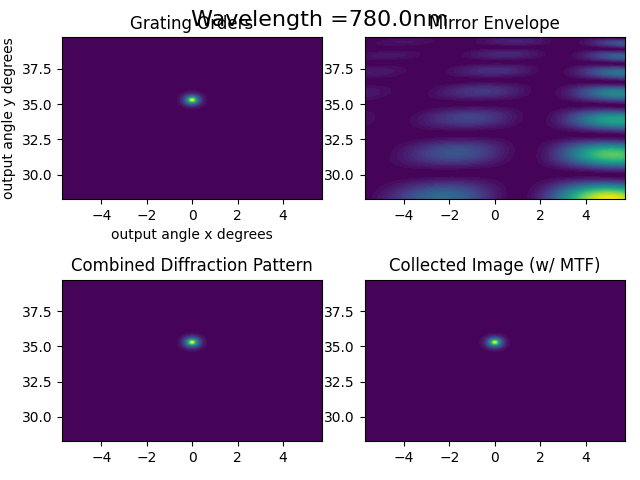 Wavelength =780.0nm
Grating Orders
Mirror Envelope
output angle y degrees
37.5
35.0
32.5
30.0
−4 −2 0 2 4
output angle x degrees
37.5
35.0
32.5
30.0
−4 −2 0 2 4
Combined Diffraction Pattern
Collected Image (w/ MTF)
37.5
35.0
32.5
30.0
−4 −2 0 2 4
37.5
35.0
32.5
30.0
−4 −2 0 2 4